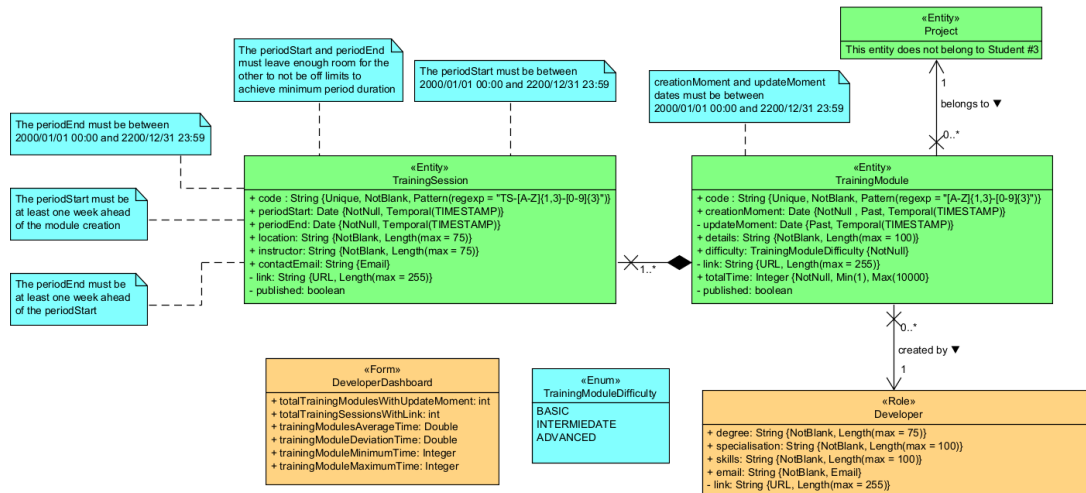 The periodStart and periodEnd
must leave enough room for the
other to not be off limits to
achieve minimum period duration
The periodStart must be between
2000/01/01 00:00 and 2200/12/31 23:59
creationMoment and updateMoment
dates must be between
2000/01/01 00:00 and 2200/12/31 23:59
«Entity»
Project
This entity does not belong to Student #3
1
belongs to ▼
0..*
The periodEnd must be between
2000/01/01 00:00 and 2200/12/31 23:59
The periodStart must be
at least one week ahead
of the module creation
The periodEnd must be
at least one week ahead
of the periodStart
«Entity»
TrainingSession
+ code : String {Unique, NotBlank, Pattern(regexp = "TS-[A-Z]{1,3}-[0-9]{3}")}
+ periodStart: Date {NotNull, Temporal(TIMESTAMP)}
+ periodEnd: Date {NotNull, Temporal(TIMESTAMP)}
+ location: String {NotBlank, Length(max = 75)}
+ instructor: String {NotBlank, Length(max = 75)}
+ contactEmail: String {Email}
- link: String {URL, Length(max = 255)}
- published: boolean
1..*
«Entity»
TrainingModule
+ code : String {Unique, NotBlank, Pattern(regexp = "[A-Z]{1,3}-[0-9]{3}")}
+ creationMoment: Date {NotNull , Past, Temporal(TIMESTAMP)}
- updateMoment: Date {Past, Temporal(TIMESTAMP)}
+ details: String {NotBlank, Length(max = 100)}
+ difficulty: TrainingModuleDifficulty {NotNull}
- link: String {URL, Length(max = 255)}
+ totalTime: Integer {NotNull, Min(1), Max(10000)}
- published: boolean
0..*
created by ▼
1
«Form»
DeveloperDashboard
+ totalTrainingModulesWithUpdateMoment: int
+ totalTrainingSessionsWithLink: int
+ trainingModulesAverageTime: Double
+ trainingModuleDeviationTime: Double
+ trainingModuleMinimumTime: Integer
+ trainingModuleMaximumTime: Integer
«Enum»
TrainingModuleDifficulty
BASIC
INTERMIEDATE
ADVANCED
«Role»
Developer
+ degree: String {NotBlank, Length(max = 75)}
+ specialisation: String {NotBlank, Length(max = 100)}
+ skills: String {NotBlank, Length(max = 100)}
+ email: String {NotBlank, Email}
- link: String {URL, Length(max = 255)}